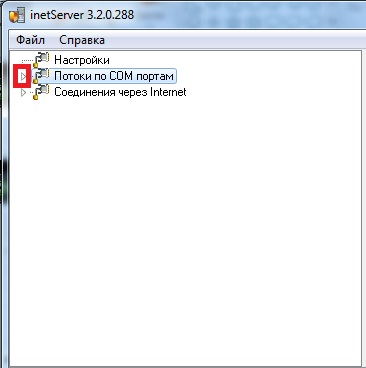 inetServer 3.2.0.288
Файл Справка
Настройки
Потоки по COM портам
Соединения через Internet